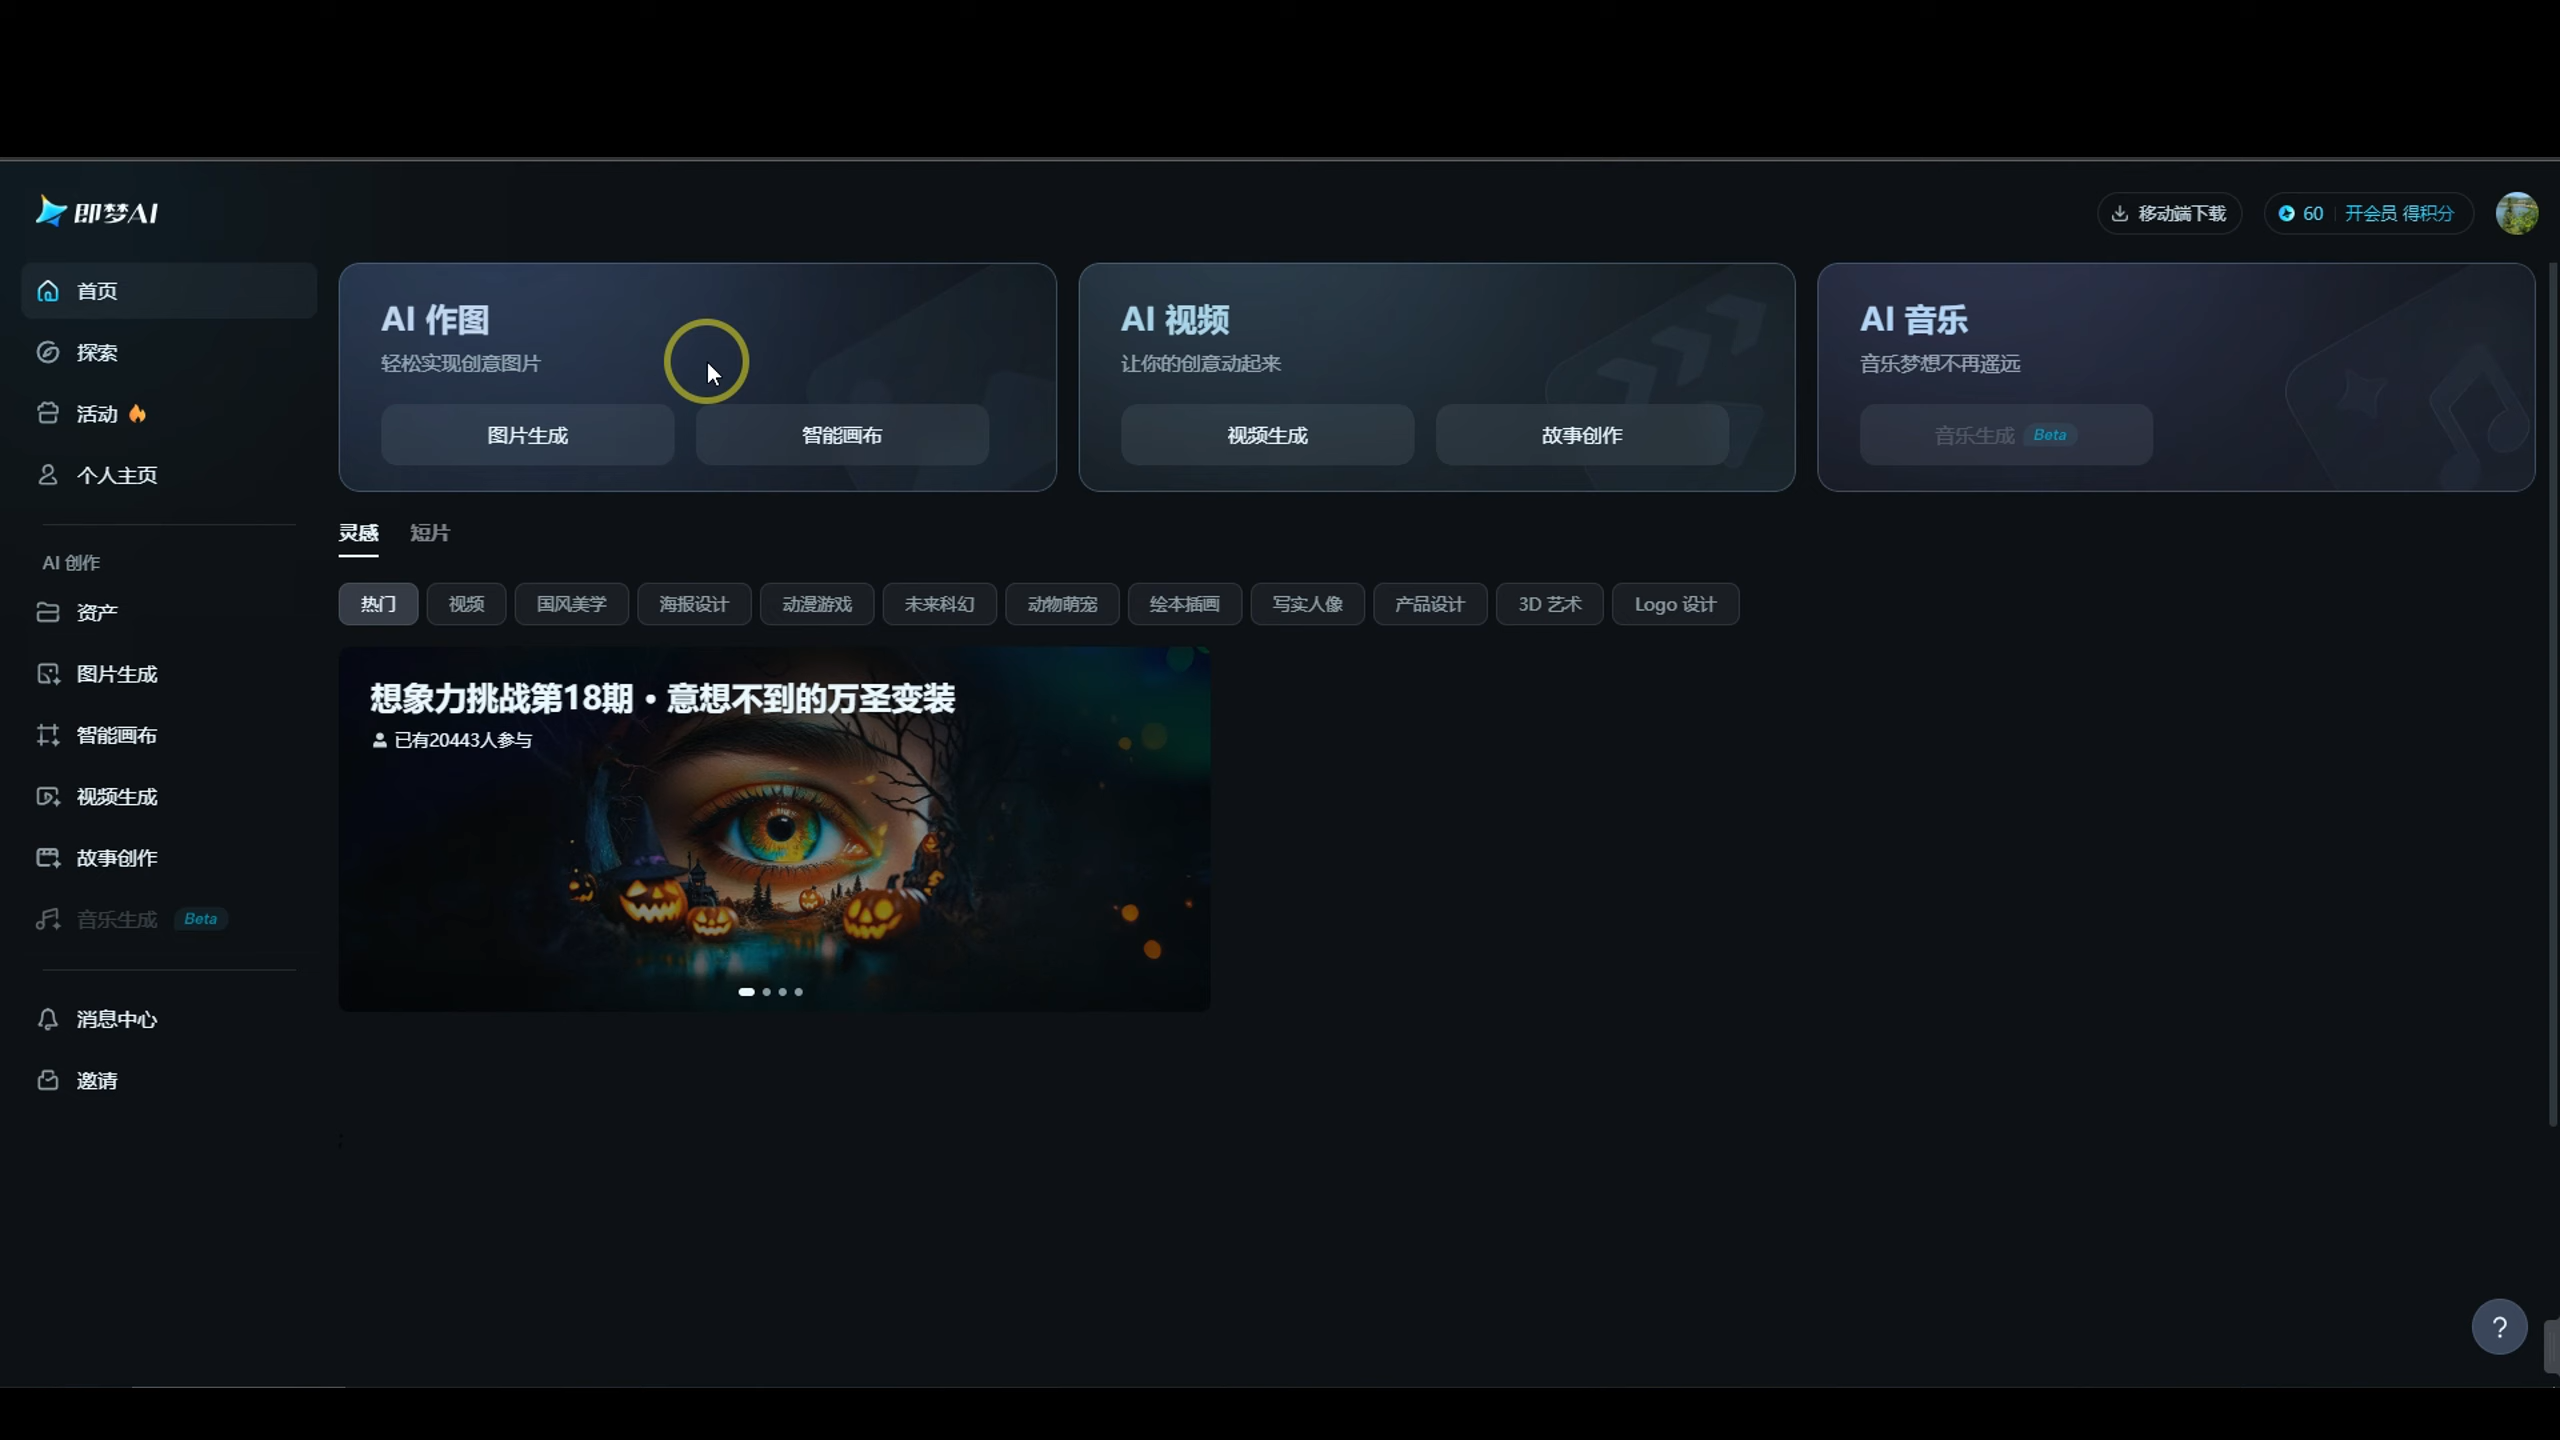 即梦AI
移动端下载
60 开会员 得积分
首页
探索
活动
个人主页
AI 创作
资产
图片生成
智能画布
视频生成
故事创作
音乐生成 Beta
消息中心
邀请
AI 作图
轻松实现创意图片
图片生成 智能画布
AI 视频
让你的创意动起来
视频生成 故事创作
AI 音乐
音乐梦想不再遥远
音乐生成 Beta
灵感 短片
热门 视频 国风美学 海报设计 动漫游戏 未来科幻 动物萌宠 绘本插画 写实人像 产品设计 3D 艺术 Logo 设计
想象力挑战第18期·意想不到的万圣变装
已有20443人参与
?